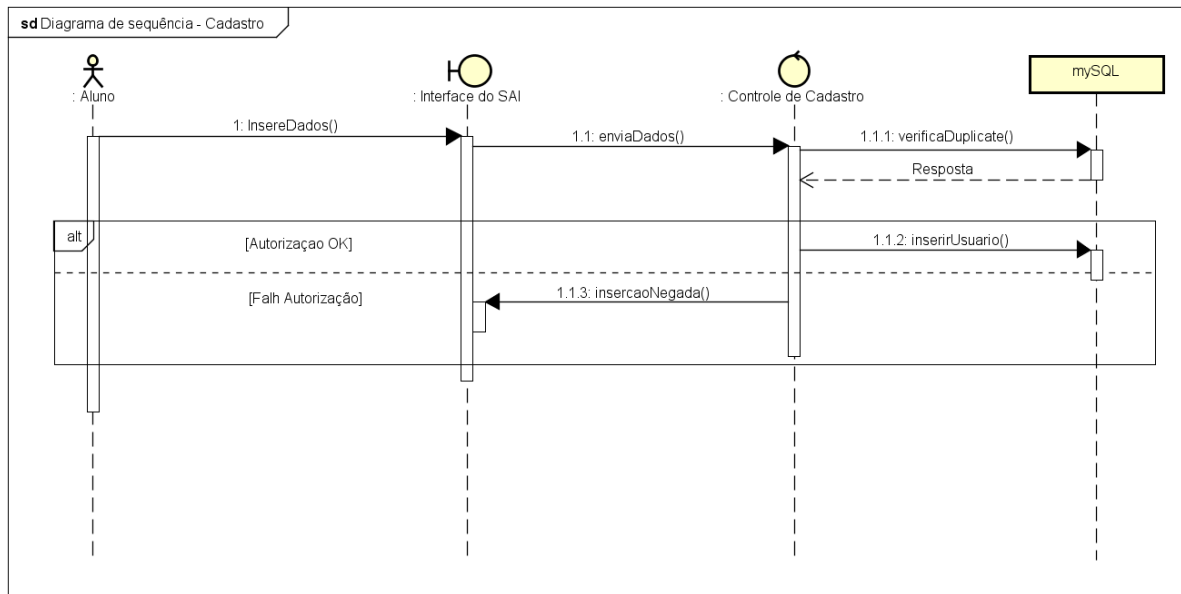 sd Diagrama de sequência - Cadastro
: Aluno
: Interface do SAI
: Controle de Cadastro
mySQL
1: InsereDados()
1.1: enviaDados()
1.1.1: verificaDuplicate()
Resposta
alt
[Autorizaçao OK]
1.1.2: inserirUsuario()
[Falh Autorização]
1.1.3: insercaoNegada()